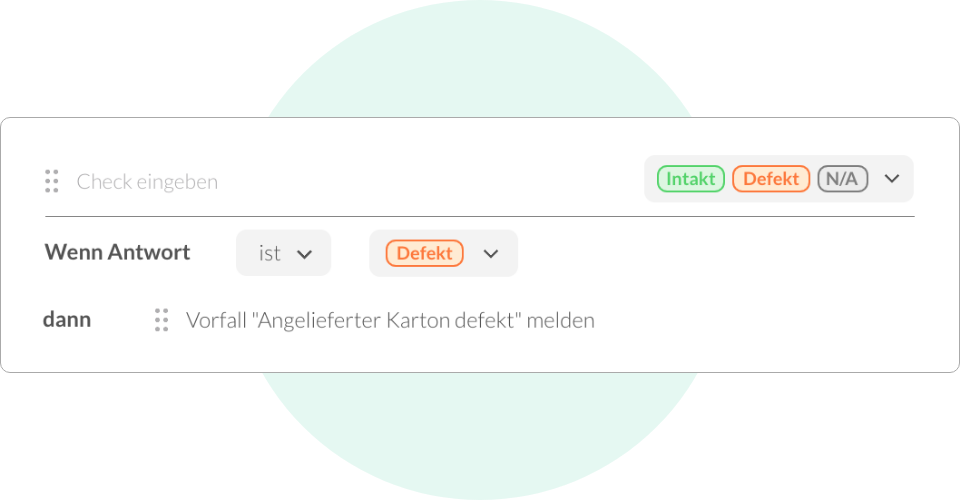 Check eingeben Intakt Defekt N/A
Wenn Antwort ist Defekt
dann Vorfall "Angelieferter Karton defekt" melden